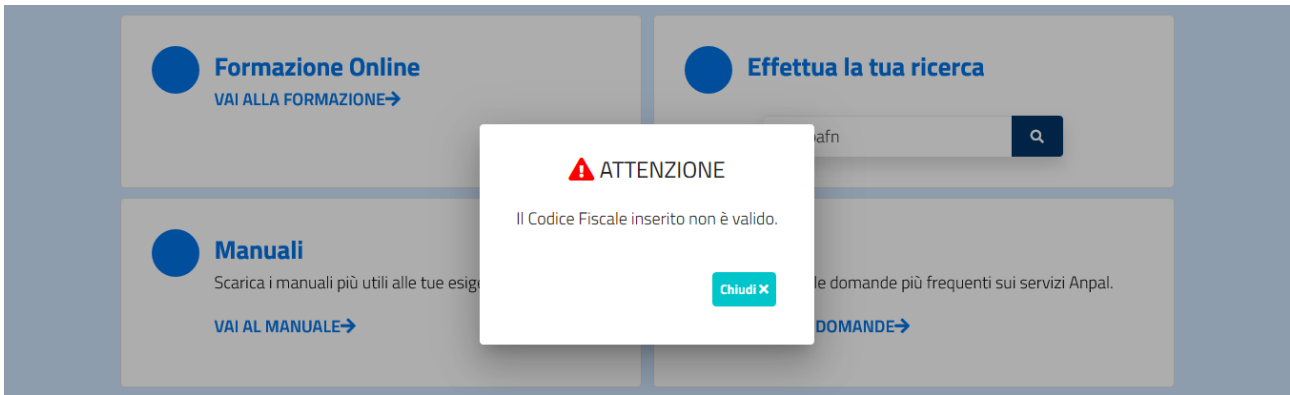 Formazione Online
VAI ALLA FORMAZIONE
Effettua la tua ricerca
ATTENZIONE
Il Codice Fiscale inserito non è valido.
Chiudi
Manuali
Scarica i manuali più utili alle tue
VAI AL MANUALE
le domande più frequenti sui servizi Anpal.
DOMANDE